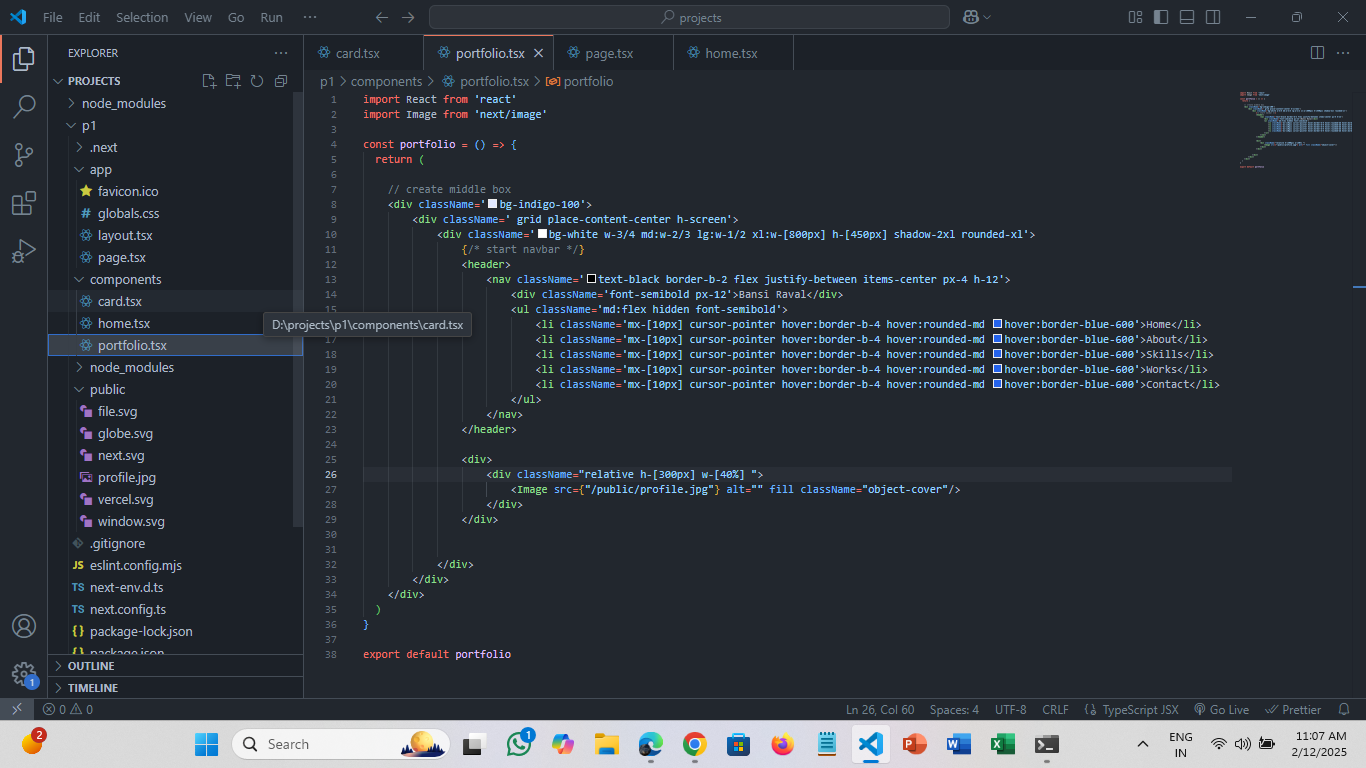 File Edit Selection View Go Run ··· projects
EXPLORER ···
PROJECTS
node_modules
p1
.next
app
favicon.ico
globals.css
layout.tsx
page.tsx
components
card.tsx
home.tsx
portfolio.tsx
node_modules
public
file.svg
globe.svg
next.svg
profile.jpg
vercel.svg
window.svg
.gitignore
JS eslint.config.mjs
TS next-env.d.ts
TS next.config.ts
{} package-lock.json
{} package.json
OUTLINE
TIMELINE
D:\projects\p1\components\card.tsx
card.tsx portfolio.tsx page.tsx home.tsx
p1 > components > portfolio.tsx > portfolio
1 import React from 'react'
2 import Image from 'next/image'
3
4 const portfolio = () => {
5 return (
6
7 // create middle box
8 <div className='bg-indigo-100'>
9 <div className=' grid place-content-center h-screen'>
10 <div className='bg-white w-3/4 md:w-2/3 lg:w-1/2 xl:w-[800px] h-[450px] shadow-2xl rounded-xl'>
11 {/* start navbar */}
12 <header>
13 <nav className='text-black border-b-2 flex justify-between items-center px-4 h-12'>
14 <div className='font-semibold px-12'>Bansi Raval</div>
15 <ul className='md:flex hidden font-semibold'>
<li className='mx-[10px] cursor-pointer hover:border-b-4 hover:rounded-md hover:border-blue-600'>Home</li>
17 <li className='mx-[10px] cursor-pointer hover:border-b-4 hover:rounded-md hover:border-blue-600'>About</li>
18 <li className='mx-[10px] cursor-pointer hover:border-b-4 hover:rounded-md hover:border-blue-600'>Skills</li>
19 <li className='mx-[10px] cursor-pointer hover:border-b-4 hover:rounded-md hover:border-blue-600'>Works</li>
20 <li className='mx-[10px] cursor-pointer hover:border-b-4 hover:rounded-md hover:border-blue-600'>Contact</li>
21 </ul>
22 </nav>
23 </header>
24
25 <div>
26 <div className="relative h-[300px] w-[40%] ">
27 <Image src={"/public/profile.jpg"} alt="" fill className="object-cover"/>
28 </div>
29 </div>
30
31
32 </div>
33 </div>
34 </div>
35 )
36 }
37
38 export default portfolio
1
0 0 Ln 26, Col 60 Spaces: 4 UTF-8 CRLF {} TypeScript JSX Go Live Prettier
2 Search 1 ENG IN 11:07 AM
2/12/2025